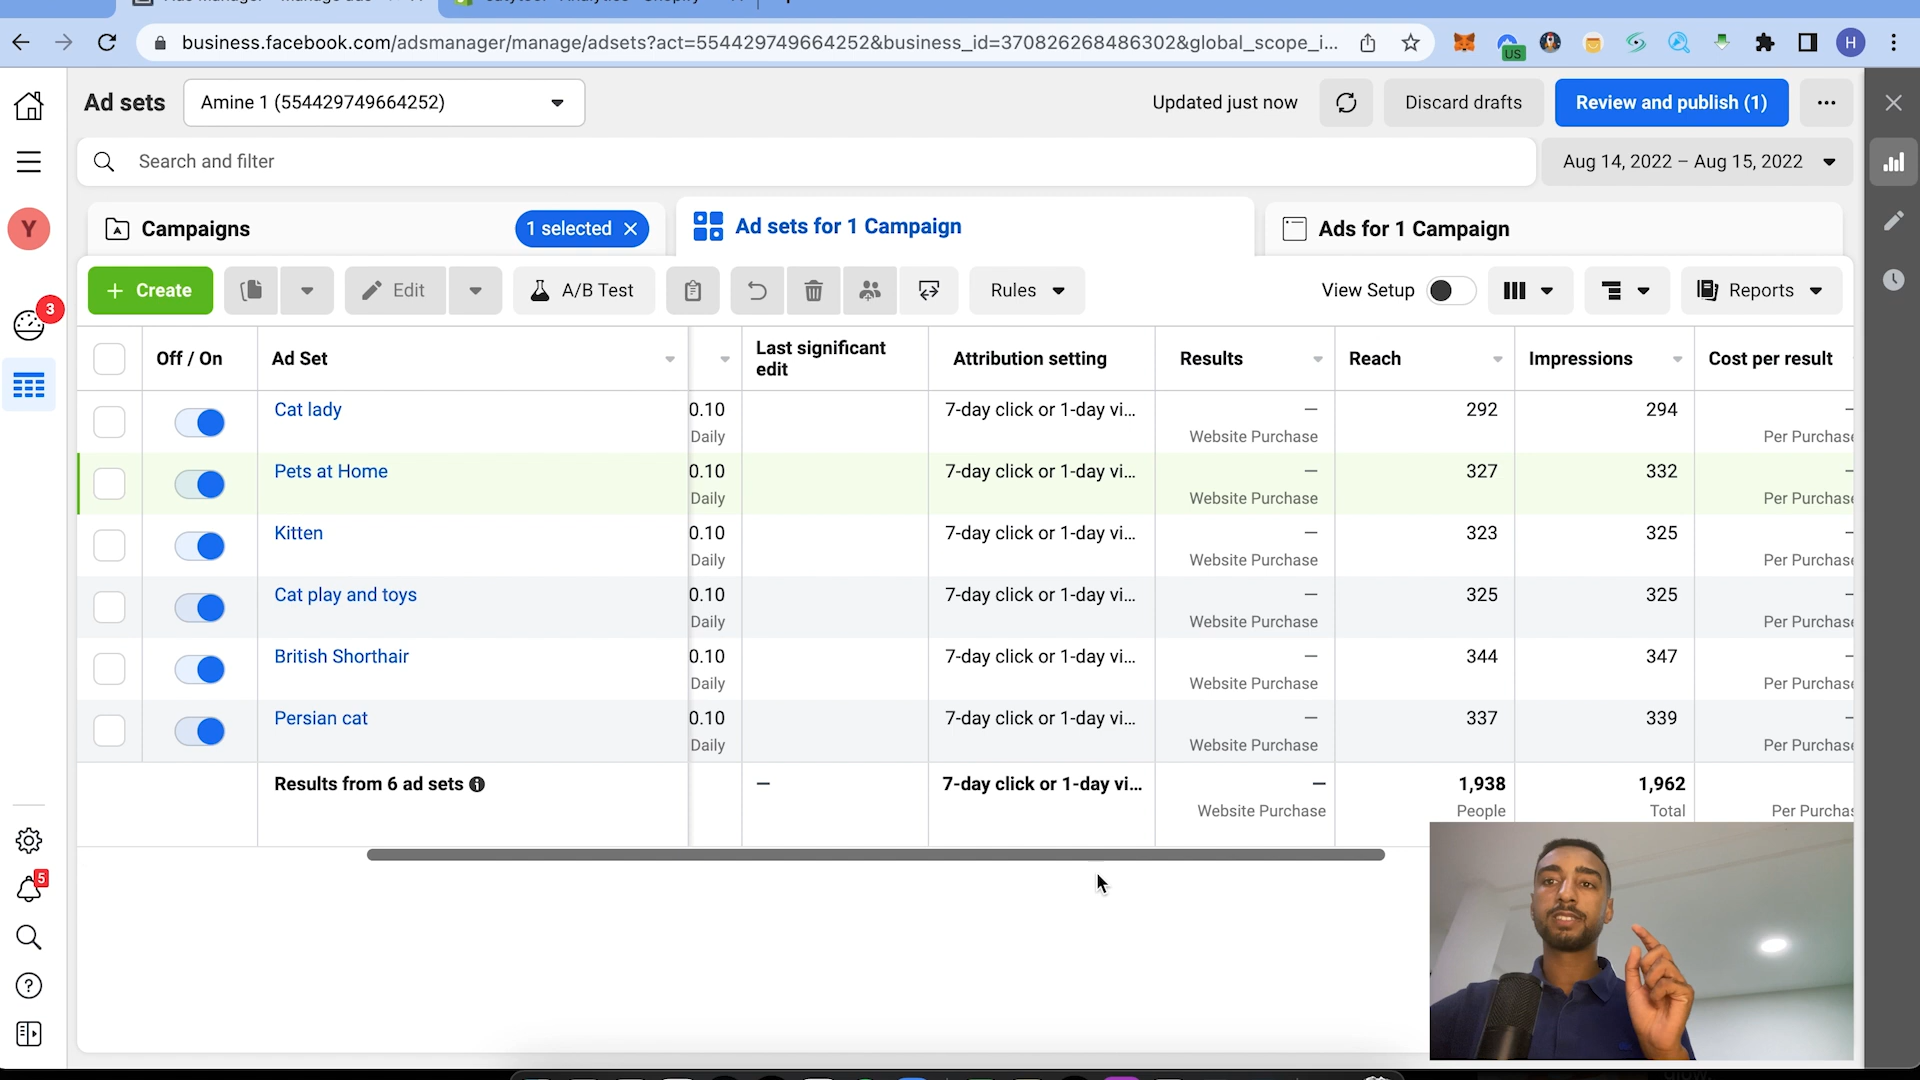 business.facebook.com/adsmanager/manage/adsets?act=554429749664252&business_id=370826268486302&global_scope_i...
US
H
Ad sets
Amine 1 (554429749664252)
Updated just now
Discard drafts
Review and publish (1)
Search and filter
Aug 14, 2022 – Aug 15, 2022
Y
Campaigns
1 selected
Ad sets for 1 Campaign
Ads for 1 Campaign
Create
Edit
A/B Test
Rules
View Setup
Reports
3
Off / On
Ad Set
Last significant
edit
Attribution setting
Results
Reach
Impressions
Cost per result
Cat lady
0.10
7-day click or 1-day vi...
—
292
294
—
Daily
Website Purchase
Per Purchase
Pets at Home
0.10
7-day click or 1-day vi...
—
327
332
—
Daily
Website Purchase
Per Purchase
Kitten
0.10
7-day click or 1-day vi...
—
323
325
—
Daily
Website Purchase
Per Purchase
Cat play and toys
0.10
7-day click or 1-day vi...
—
325
325
—
Daily
Website Purchase
Per Purchase
British Shorthair
0.10
7-day click or 1-day vi...
—
344
347
—
Daily
Website Purchase
Per Purchase
Persian cat
0.10
7-day click or 1-day vi...
—
337
339
—
Daily
Website Purchase
Per Purchase
Results from 6 ad sets
—
7-day click or 1-day vi...
—
1,938
1,962
Website Purchase
People
Total
Per Purchas
5